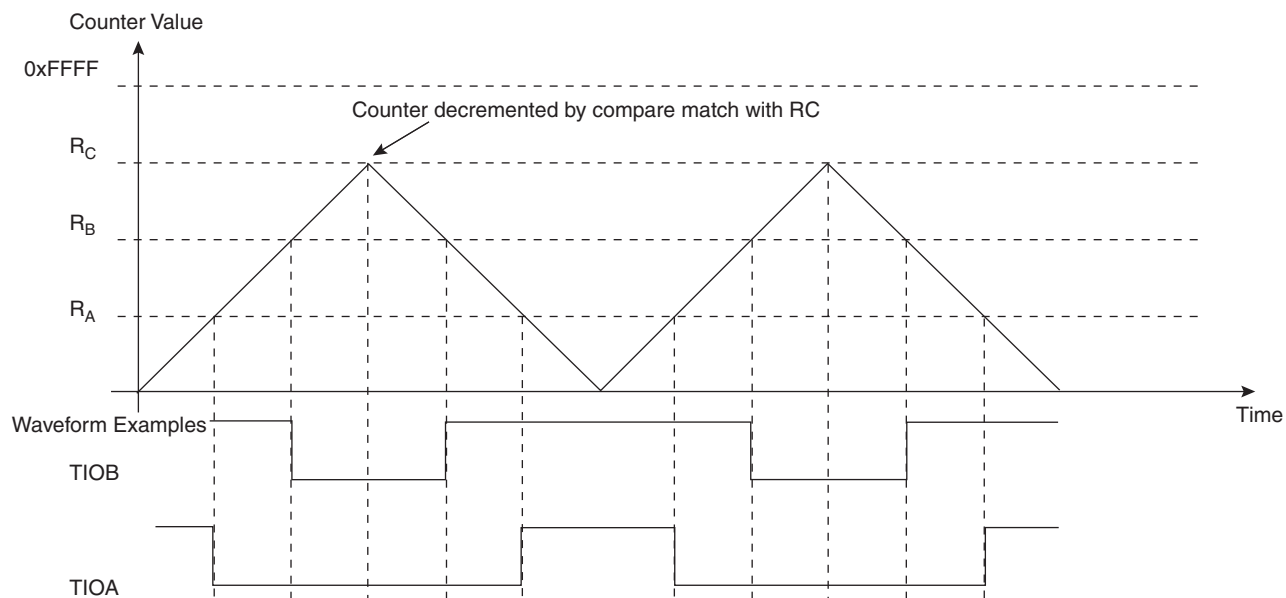 Counter Value
0xFFFF
Counter decremented by compare match with RC
RC
RB
RA
Time
Waveform Examples
TIOB
TIOA